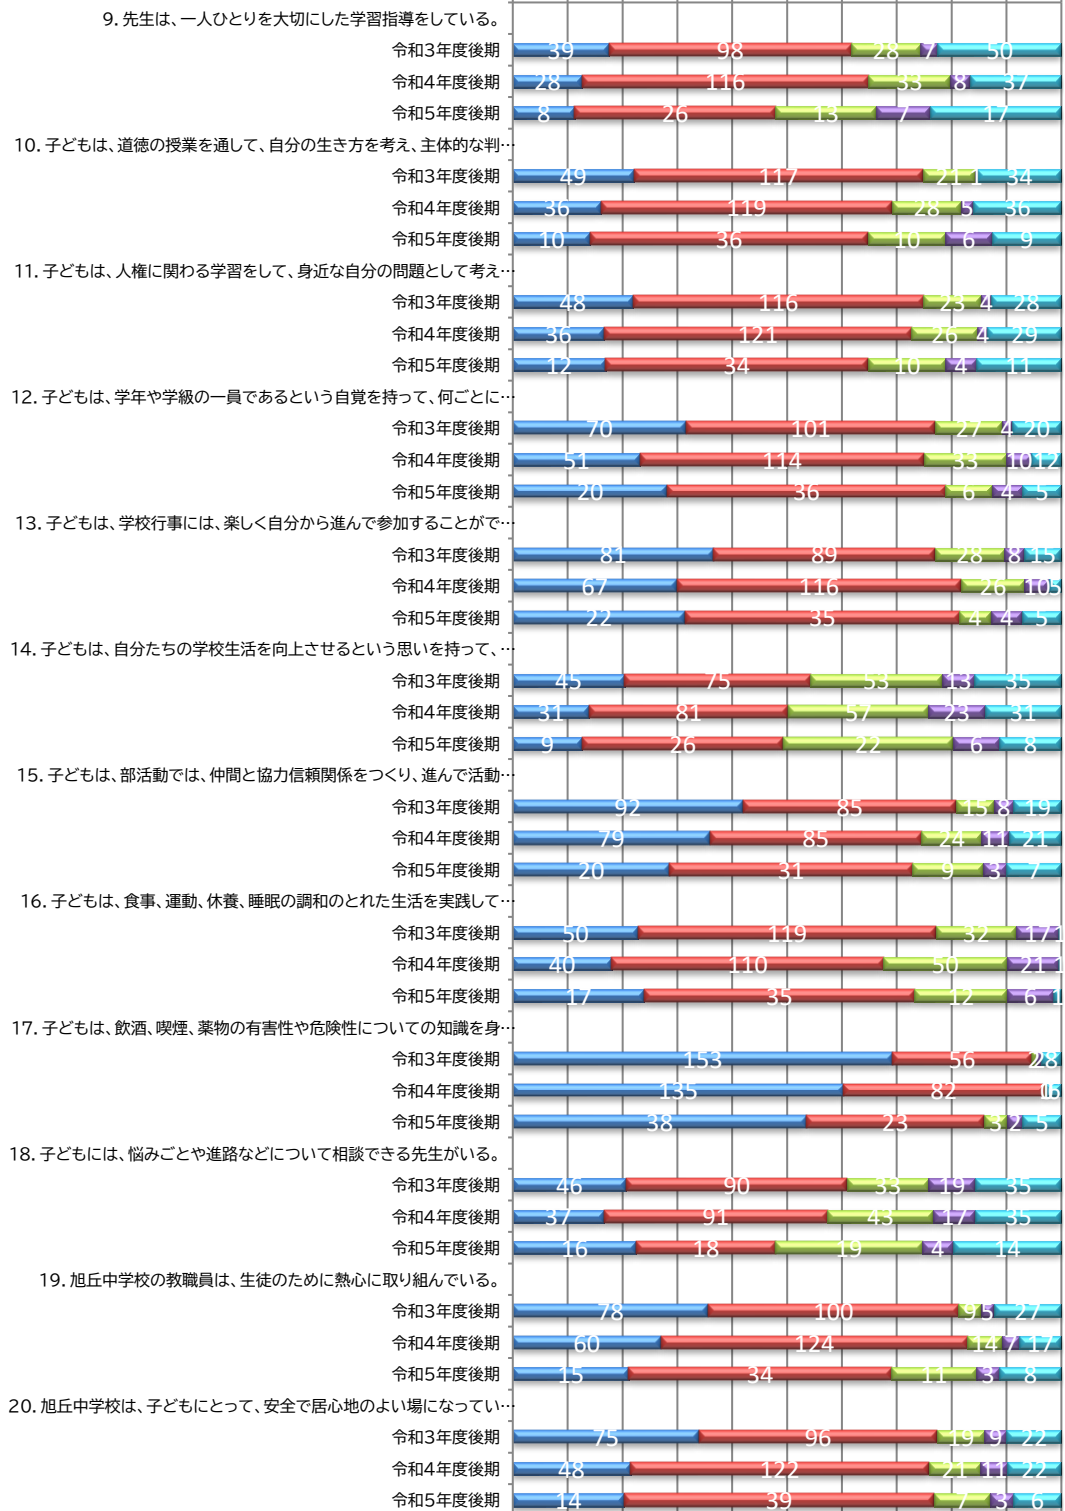 9. 先生は、一人ひとりを大切にした学習指導をしている。
令和3年度後期 39 98 28 7 50
令和4年度後期 28 116 33 8 37
令和5年度後期 8 26 13 7 17
10. 子どもは、道徳の授業を通して、自分の生き方を考え、主体的な判…
令和3年度後期 49 117 21 1 34
令和4年度後期 36 119 28 5 36
令和5年度後期 10 36 10 6 9
11. 子どもは、人権に関わる学習をして、身近な自分の問題として考え…
令和3年度後期 48 116 23 4 28
令和4年度後期 36 121 26 4 29
令和5年度後期 12 34 10 4 11
12. 子どもは、学年や学級の一員であるという自覚を持って、何ごとに…
令和3年度後期 70 101 27 4 20
令和4年度後期 51 114 33 10 12
令和5年度後期 20 36 6 4 5
13. 子どもは、学校行事には、楽しく自分から進んで参加することがで…
令和3年度後期 81 89 28 8 15
令和4年度後期 67 116 26 10 5
令和5年度後期 22 35 4 4 5
14. 子どもは、自分たちの学校生活を向上させるという思いを持って、…
令和3年度後期 45 75 53 13 35
令和4年度後期 31 81 57 23 31
令和5年度後期 9 26 22 6 8
15. 子どもは、部活動では、仲間と協力信頼関係をつくり、進んで活動…
令和3年度後期 92 85 15 8 19
令和4年度後期 79 85 24 11 21
令和5年度後期 20 31 9 3 7
16. 子どもは、食事、運動、休養、睡眠の調和のとれた生活を実践して…
令和3年度後期 50 119 32 17 1
令和4年度後期 40 110 50 21 1
令和5年度後期 17 35 12 6 1
17. 子どもは、飲酒、喫煙、薬物の有害性や危険性についての知識を身…
令和3年度後期 153 56 8
令和4年度後期 135 82
令和5年度後期 38 23 3 2 5
18. 子どもには、悩みごとや進路などについて相談できる先生がいる。
令和3年度後期 46 90 33 19 35
令和4年度後期 37 91 43 17 35
令和5年度後期 16 18 19 4 14
19. 旭丘中学校の教職員は、生徒のために熱心に取り組んでいる。
令和3年度後期 78 100 9 5 27
令和4年度後期 60 124 14 7 17
令和5年度後期 15 34 11 3 8
20. 旭丘中学校は、子どもにとって、安全で居心地のよい場になってい…
令和3年度後期 75 96 19 9 22
令和4年度後期 48 122 21 11 22
令和5年度後期 14 39 7 3 6